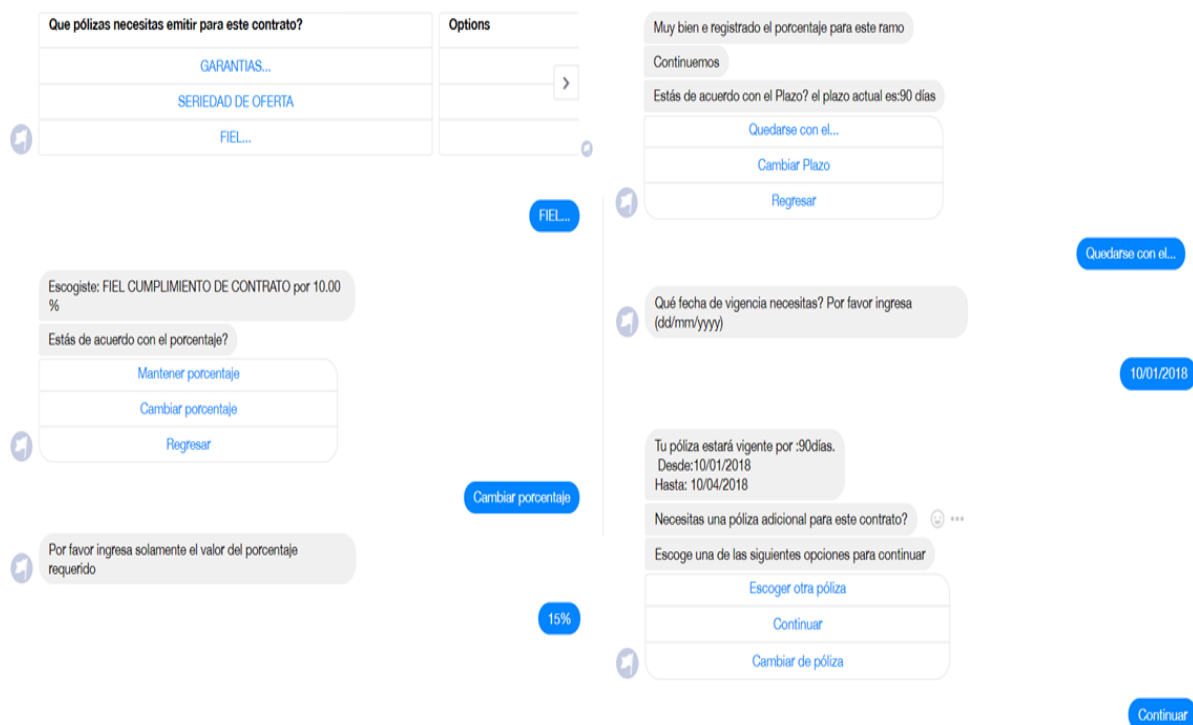 Que pólizas necesitas emitir para este contrato?
Options
GARANTIAS...
SERIEDAD DE OFERTA
FIEL...
FIEL...
Escogiste: FIEL CUMPLIMIENTO DE CONTRATO por 10.00
%
Estás de acuerdo con el porcentaje?
Mantener porcentaje
Cambiar porcentaje
Regresar
Cambiar porcentaje
Por favor ingresa solamente el valor del porcentaje
requerido
15%
Muy bien e registrado el porcentaje para este ramo
Continuemos
Estás de acuerdo con el Plazo? el plazo actual es:90 días
Quedarse con el...
Cambiar Plazo
Regresar
Quedarse con el...
Qué fecha de vigencia necesitas? Por favor ingresa
(dd/mm/yyyy)
10/01/2018
Tu póliza estará vigente por :90días.
Desde:10/01/2018
Hasta: 10/04/2018
Necesitas una póliza adicional para este contrato?
Escoge una de las siguientes opciones para continuar
Escoger otra póliza
Continuar
Cambiar de póliza
Continuar